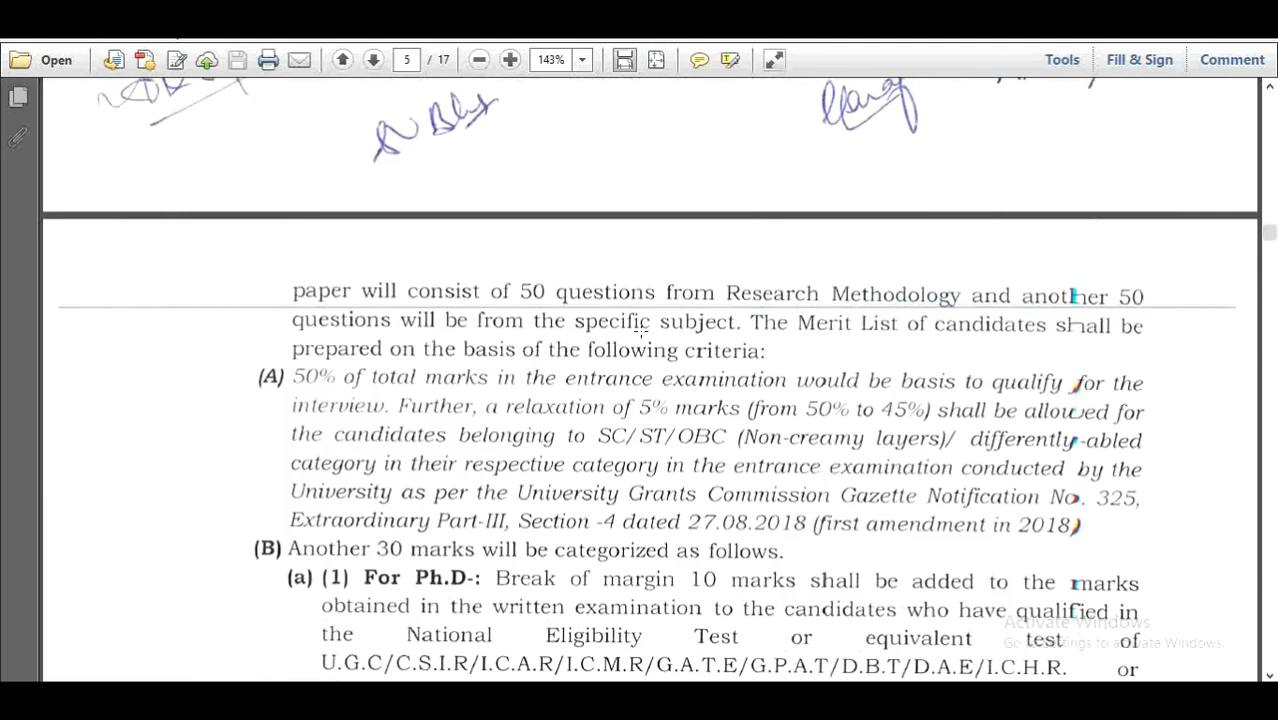 Open
5 / 17
143%
Tools Fill & Sign Comment
paper will consist of 50 questions from Research Methodology and another 50
questions will be from the specific subject. The Merit List of candidates shall be
prepared on the basis of the following criteria:
(A) 50% of total marks in the entrance examination would be basis to qualify for the
interview. Further, a relaxation of 5% marks (from 50% to 45%) shall be allowed for
the candidates belonging to SC/ST/OBC (Non-creamy layers)/ differently-abled
category in their respective category in the entrance examination conducted by the
University as per the University Grants Commission Gazette Notification No. 325,
Extraordinary Part-III, Section -4 dated 27.08.2018 (first amendment in 2018)
(B) Another 30 marks will be categorized as follows.
(a) (1) For Ph.D-: Break of margin 10 marks shall be added to the marks
obtained in the written examination to the candidates who have qualified in
the National Eligibility Test or equivalent test of
U.G.C/C.S.I.R/I.C.A.R/I.C.M.R/G.A.T.E/G.P.A.T/D.B.T/D.A.E/I.C.H.R. or
Activate Windows
Go to Settings to activate Windows.